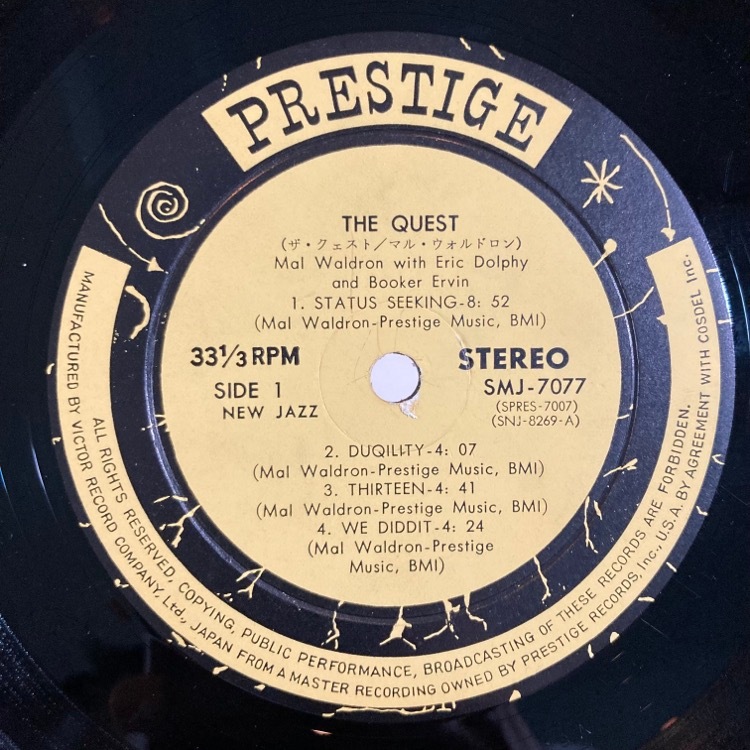 PRESTIGE
THE QUEST
(ザ・クェスト/マル・ウォルドロン)
Mal Waldron with Eric Dolphy
and Booker Ervin
1. STATUS SEEKING-8: 52
(Mal Waldron-Prestige Music, BMI)
33 1/3 RPM
STEREO
SIDE 1
SMJ-7077
NEW JAZZ
(SPRES-7007)
(SNJ-8269-A)
2. DUQILITY-4: 07
(Mal Waldron-Prestige Music, BMI)
3. THIRTEEN-4: 41
(Mal Waldron-Prestige Music, BMI)
4. WE DIDDIT-4: 24
(Mal Waldron-Prestige
Music, BMI)
ALL RIGHTS RESERVED, COPYING, PUBLIC PERFORMANCE, BROADCASTING OF THESE RECORDS ARE FORBIDDEN.
MANUFACTURED BY VICTOR RECORD COMPANY, Ltd., JAPAN FROM A MASTER RECORDING OWNED BY PRESTIGE RECORDS, Inc., U.S.A. BY AGREEMENT WITH COSDEL Inc.